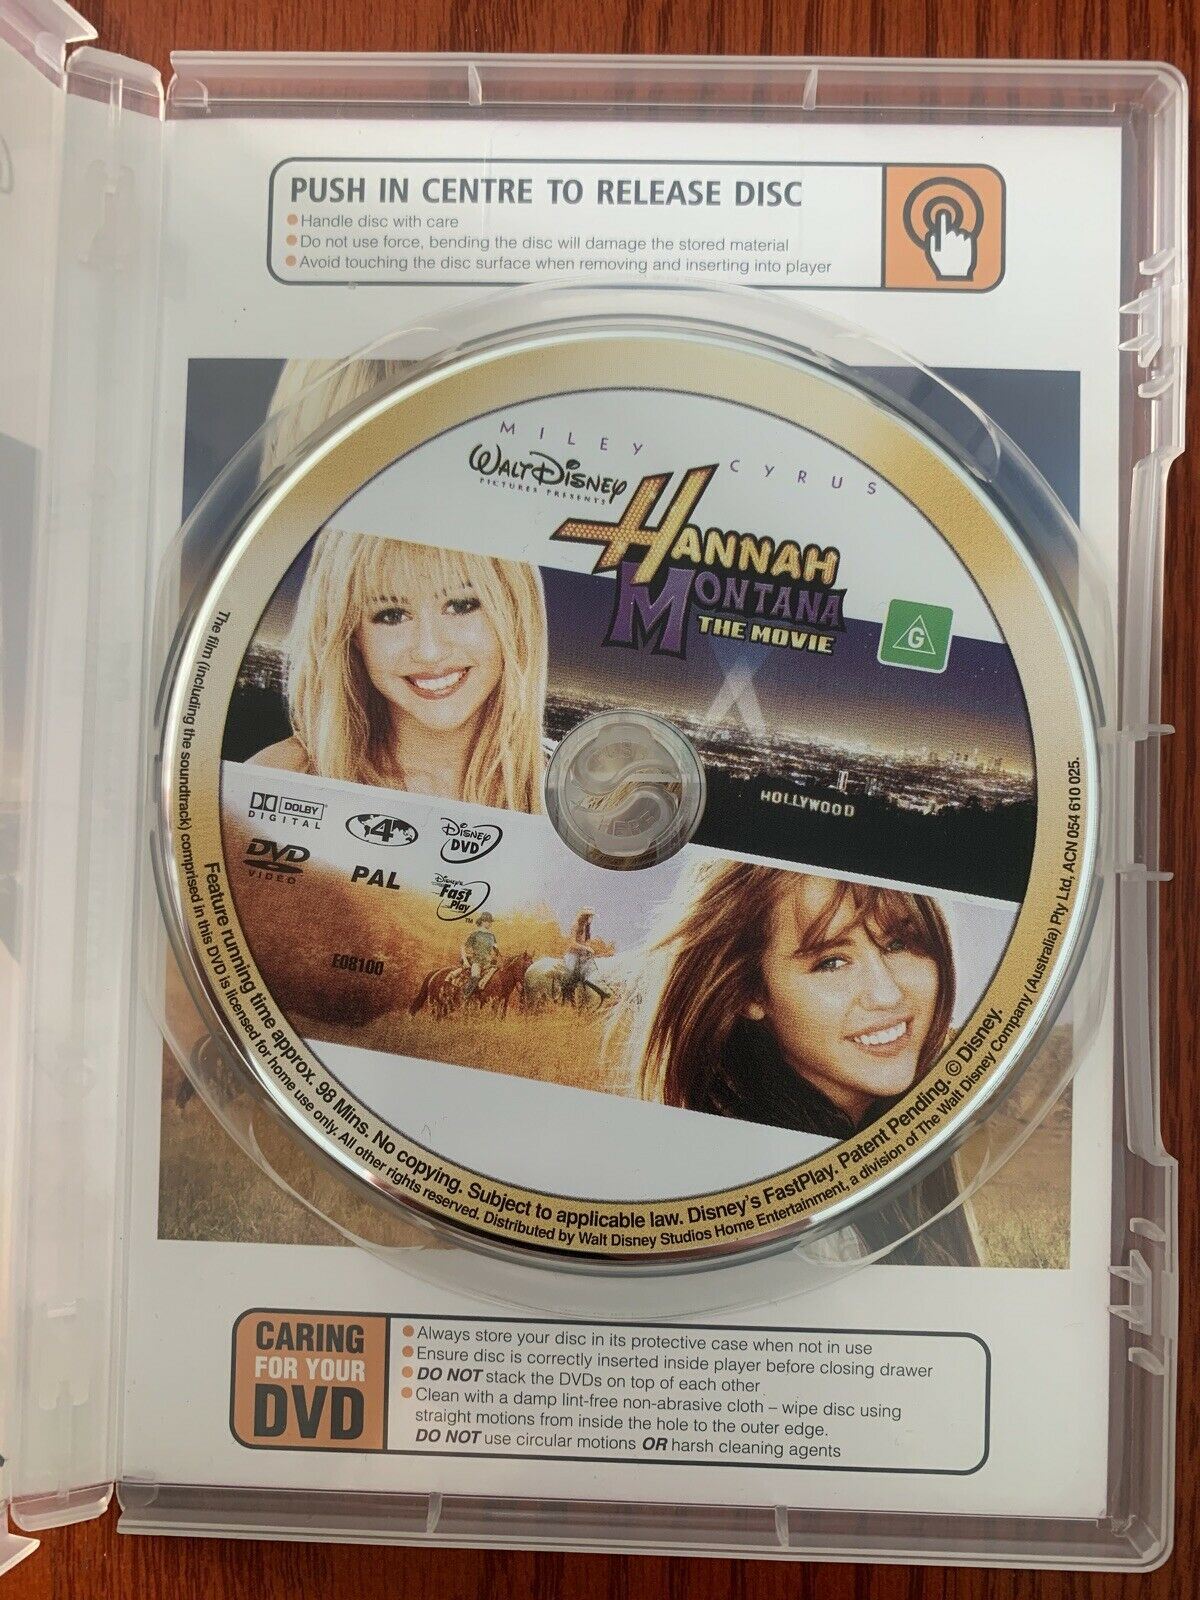 PUSH IN CENTRE TO RELEASE DISC
Handle disc with care
Do not use force, bending the disc will damage the stored material
Avoid touching the disc surface when removing and inserting into player
MILEY CYRUS
WALT DISNEY
PICTURES PRESENTS
HANNAH
MONTANA
THE MOVIE
G
HOLLYWOOD
DOLBY
DIGITAL
4
DISNEY
DVD
DVD
VIDEO
PAL
Disney's
Fast
Play
TM
E08100
Feature running time approx. 98 Mins. No copying. Subject to applicable law. Disney's FastPlay. Patent Pending. © Disney.
The film (including the soundtrack) comprised in this DVD is licensed for home use only. All other rights reserved. Distributed by Walt Disney Studios Home Entertainment, a division of The Walt Disney Company (Australia) Pty Ltd, ACN 054 610 025.
CARING
FOR YOUR
DVD
Always store your disc in its protective case when not in use
Ensure disc is correctly inserted inside player before closing drawer
DO NOT stack the DVDs on top of each other
Clean with a damp lint-free non-abrasive cloth – wipe disc using
straight motions from inside the hole to the outer edge.
DO NOT use circular motions OR harsh cleaning agents